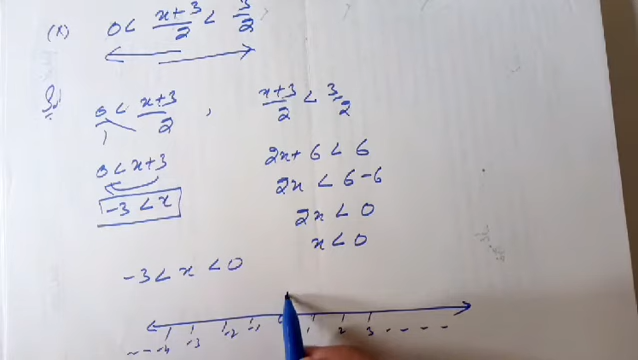 (x) 0 < x+3/2 < 3/2
Sol
0 < x+3/2 , x+3/2 < 3/2
0 < x+3 2x + 6 < 6
-3 < x 2x < 6-6
2x < 0
x < 0
-3 < x < 0
-4 -3 -2 -1 1 2 3